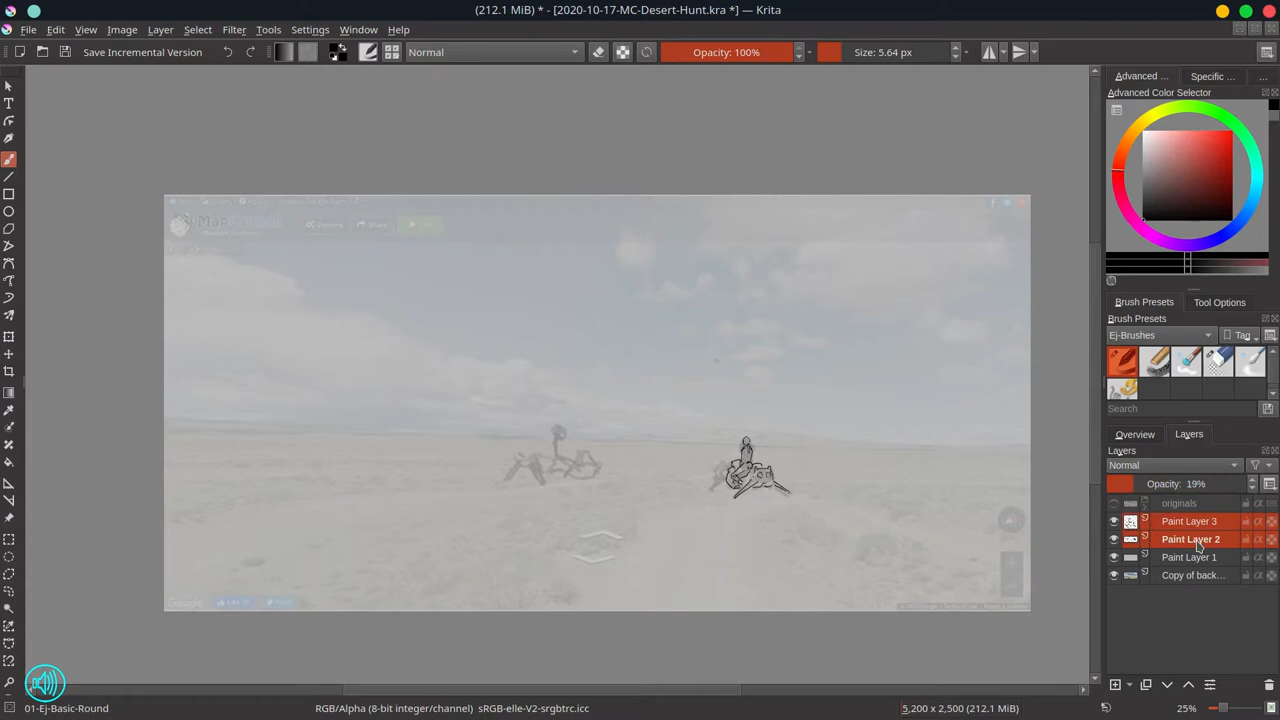 (212.1 MiB) * - [2020-10-17-MC-Desert-Hunt.kra *] — Krita
File Edit View Image Layer Select Filter Tools Settings Window Help
Save Incremental Version Normal Opacity: 100% Size: 5.64 px
Advanced ... Specific ... ...
Advanced Color Selector
Options Share
Brush Presets Tool Options
Brush Presets
Ej-Brushes Tag
Search
Overview Layers
Layers
Normal
Opacity: 19%
originals
Paint Layer 3
Paint Layer 2
Paint Layer 1
Copy of back...
Google
01-Ej-Basic-Round RGB/Alpha (8-bit integer/channel) sRGB-elle-V2-srgbtrc.icc 5,200 x 2,500 (212.1 MiB) 25%